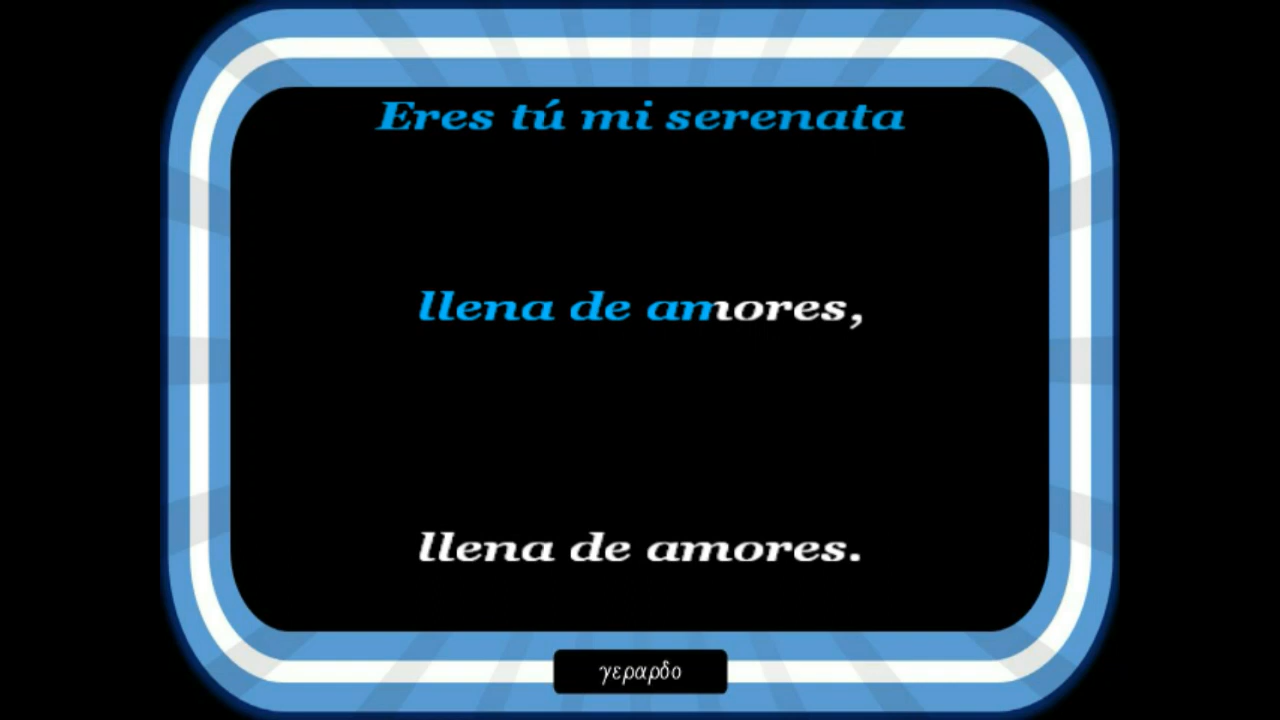 Eres tú mi serenata
llena de amores,
llena de amores.
γεραρδο